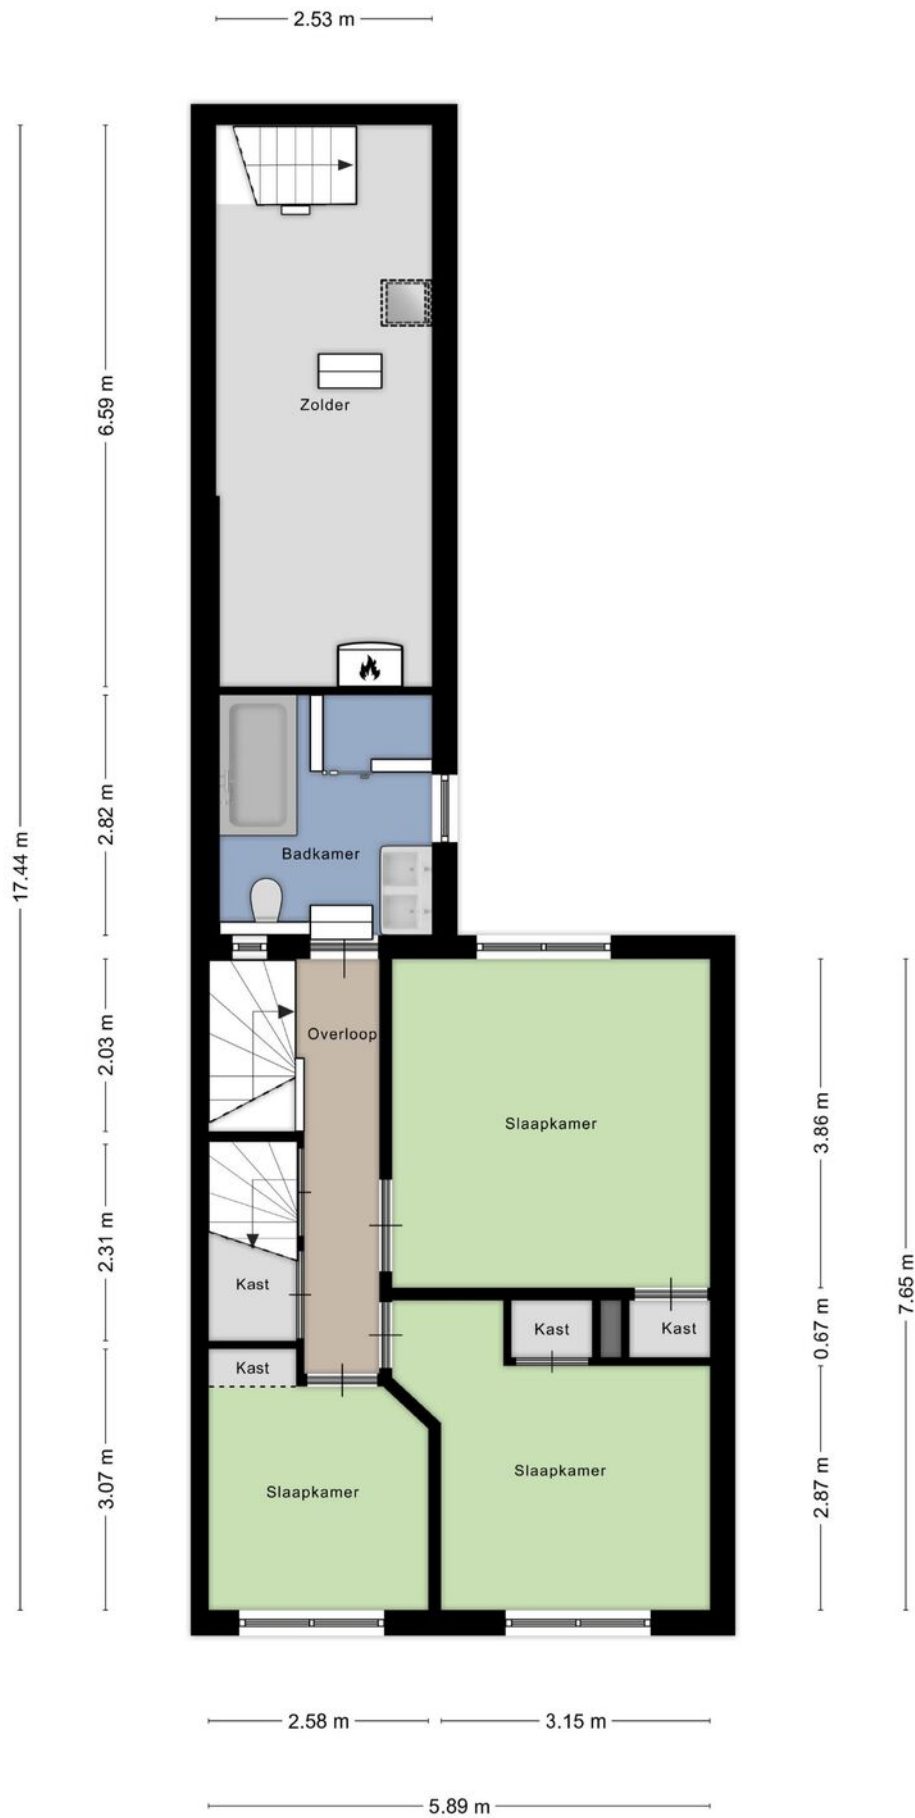 2.53 m
6.59 m
Zolder
17.44 m
2.82 m
Badkamer
2.03 m
Overloop
Slaapkamer
3.86 m
2.31 m
Kast
7.65 m
Kast
Kast
0.67 m
Kast
3.07 m
Slaapkamer
Slaapkamer
2.87 m
2.58 m
3.15 m
5.89 m